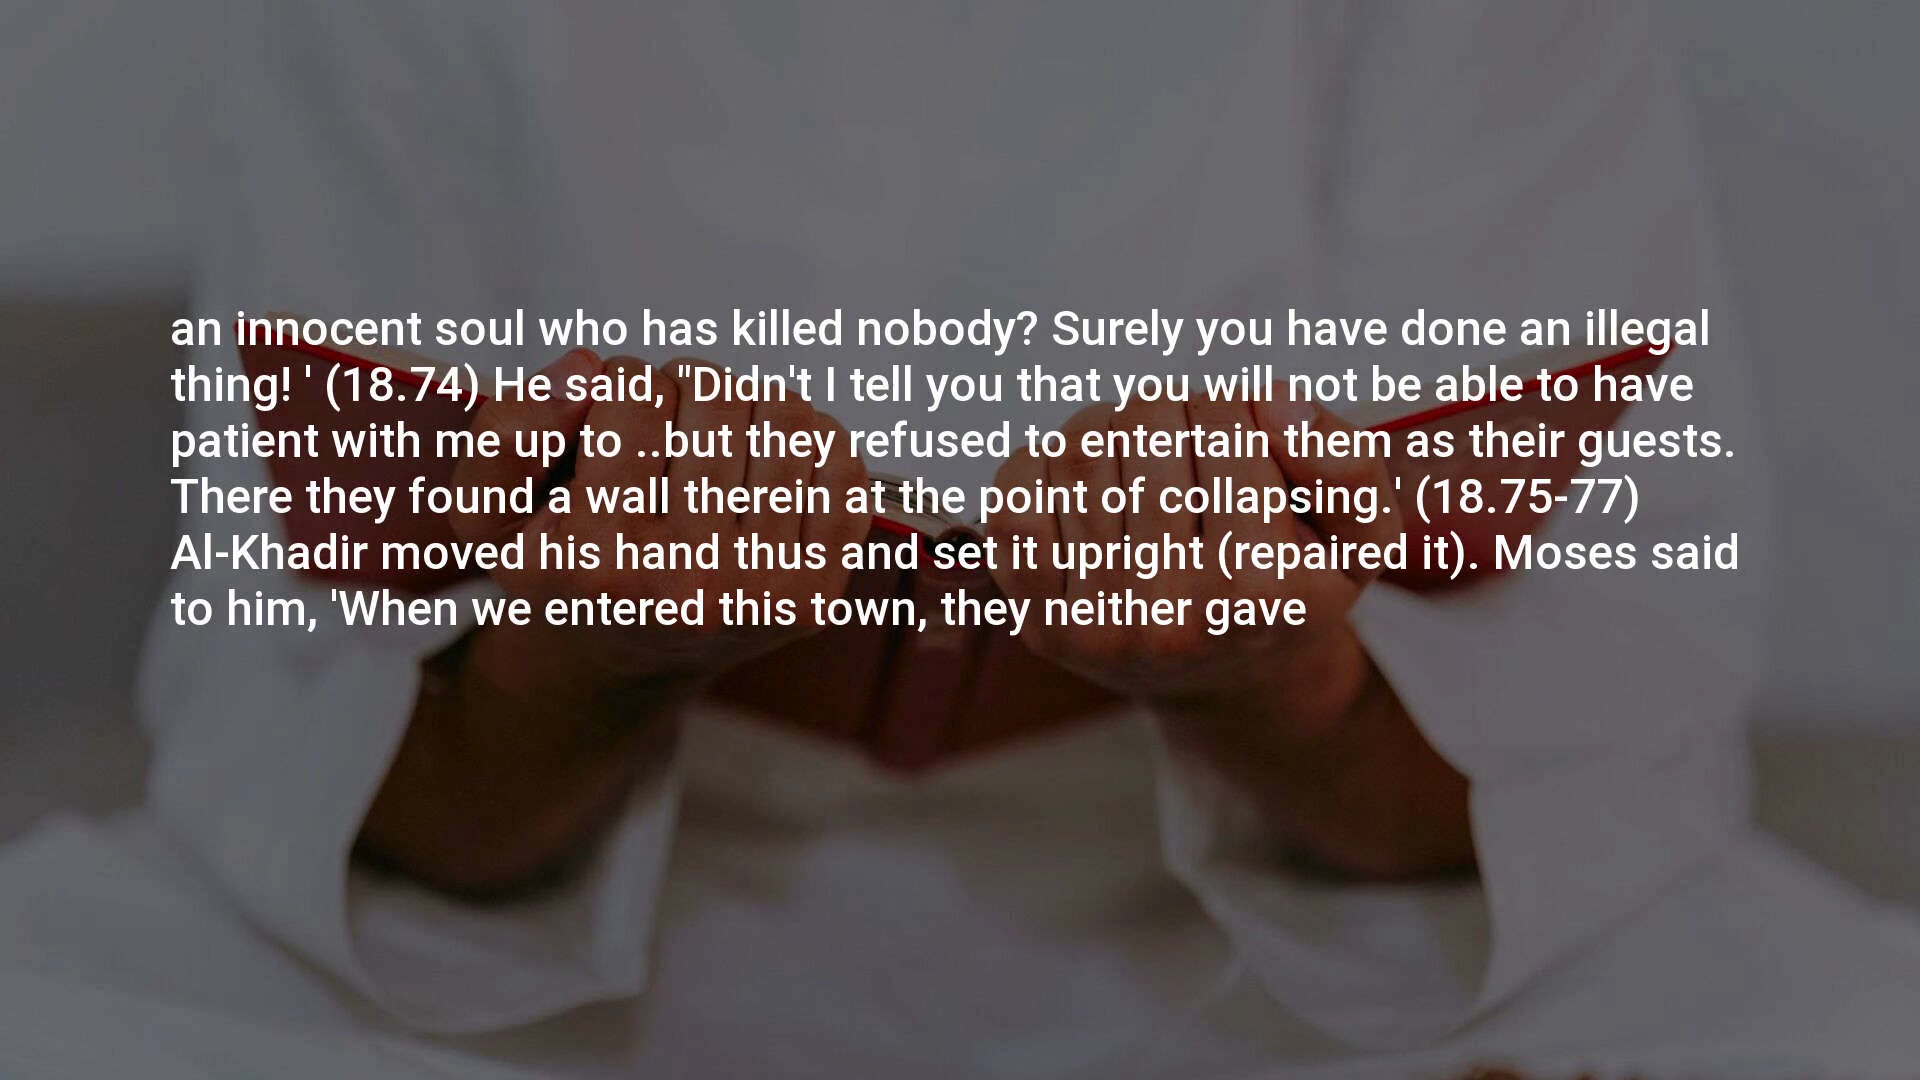 an innocent soul who has killed nobody? Surely you have done an illegal
thing! ' (18.74) He said, "Didn't I tell you that you will not be able to have
patient with me up to ..but they refused to entertain them as their guests.
There they found a wall therein at the point of collapsing.' (18.75-77)
Al-Khadir moved his hand thus and set it upright (repaired it). Moses said
to him, 'When we entered this town, they neither gave